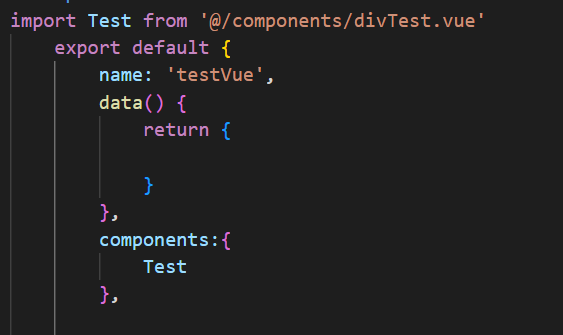 import Test from '@/components/divTest.vue'
export default {
name: 'testVue',
data() {
return {
}
},
components:{
Test
},